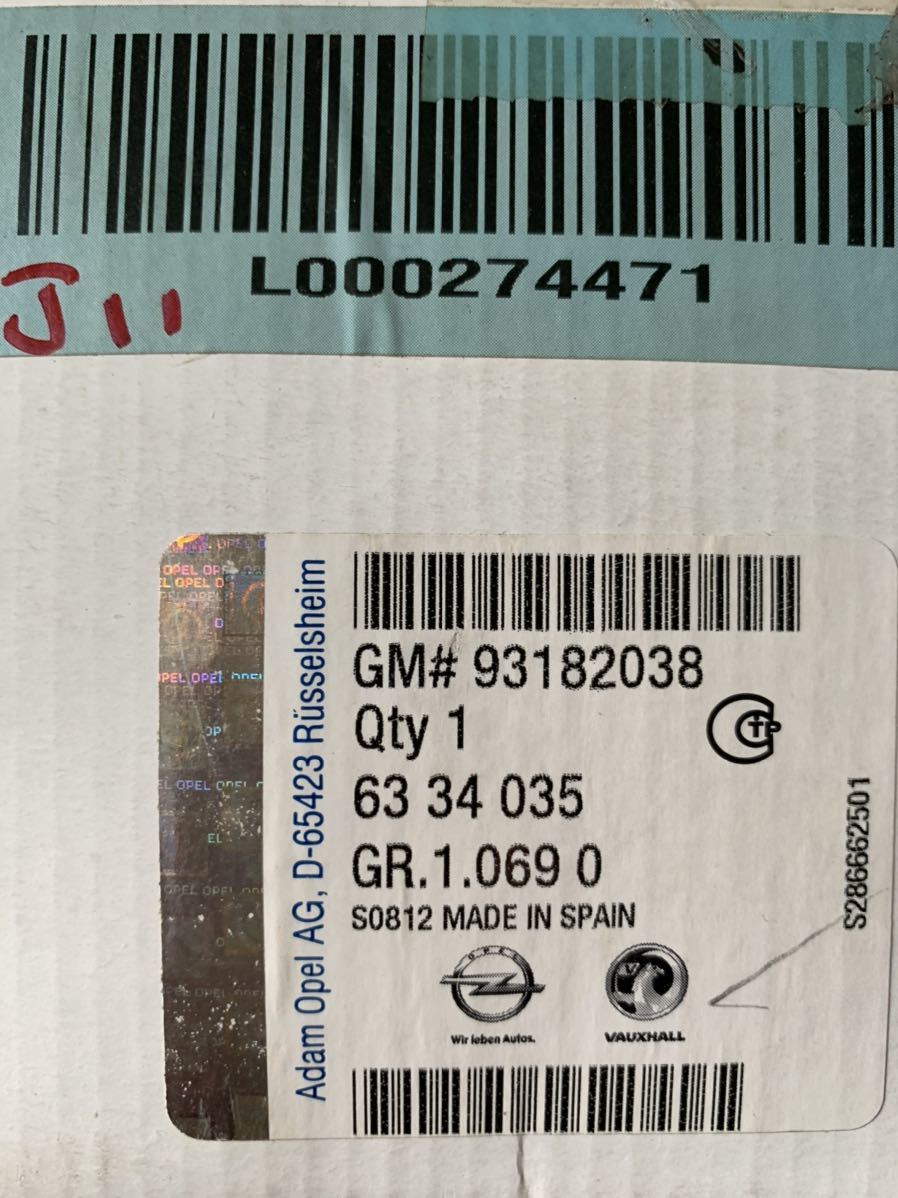 L000274471
J11
Adam Opel AG, D-65423 Rüsselsheim
GM# 93182038
Qty 1
63 34 035
GR.1.069 0
S0812 MADE IN SPAIN
S286662501
OPEL
Wir leben Autos.
VAUXHALL